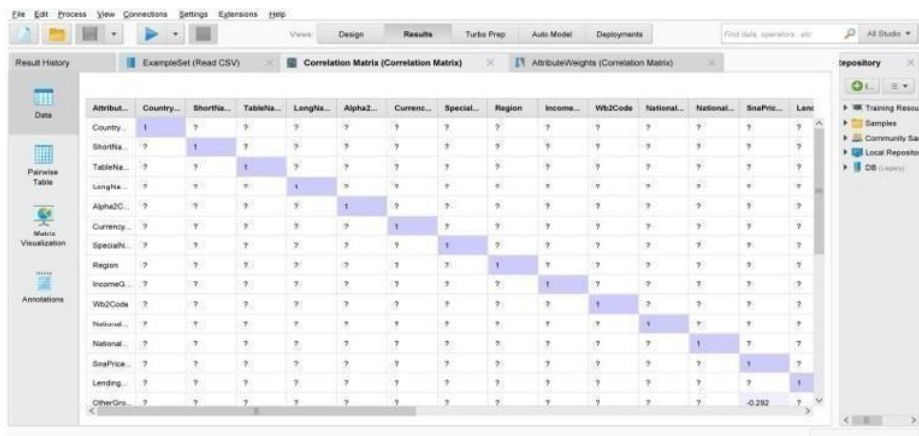 File Edit Process View Connections Settings Extensions Help
Views: Design Results Turbo Prep Auto Model Deployments Find data, operators...etc All Studio
Result History ExampleSet (Read CSV) Correlation Matrix (Correlation Matrix) AttributeWeights (Correlation Matrix) epository
Data
Pairwise
Table
Matrix
Visualization
Annotations
Attribut... Country... ShortNa... TableNa... LongNa... Alpha2... Currenc... Special... Region Income... Wb2Code National... National... SnaPric... Lend
Country... 1 ? ? ? ? ? ? ? ? ? ? ? ? ?
ShortNa... ? 1 ? ? ? ? ? ? ? ? ? ? ? ?
TableNa... ? ? 1 ? ? ? ? ? ? ? ? ? ? ?
LongNa... ? ? ? 1 ? ? ? ? ? ? ? ? ? ?
Alpha2C... ? ? ? ? 1 ? ? ? ? ? ? ? ? ?
Currency... ? ? ? ? ? 1 ? ? ? ? ? ? ? ?
SpecialN... ? ? ? ? ? ? 1 ? ? ? ? ? ? ?
Region ? ? ? ? ? ? ? 1 ? ? ? ? ? ?
IncomeG... ? ? ? ? ? ? ? ? 1 ? ? ? ? ?
Wb2Code ? ? ? ? ? ? ? ? ? 1 ? ? ? ?
National... ? ? ? ? ? ? ? ? ? ? 1 ? ? ?
National... ? ? ? ? ? ? ? ? ? ? ? 1 ? ?
SnaPrice... ? ? ? ? ? ? ? ? ? ? ? ? 1 ?
Lending... ? ? ? ? ? ? ? ? ? ? ? ? ? 1
OtherGro... ? ? ? ? ? ? ? ? ? ? ? ? -0.292 ?
Training Resou
Samples
Community Sa
Local Reposito
DB (Legacy)